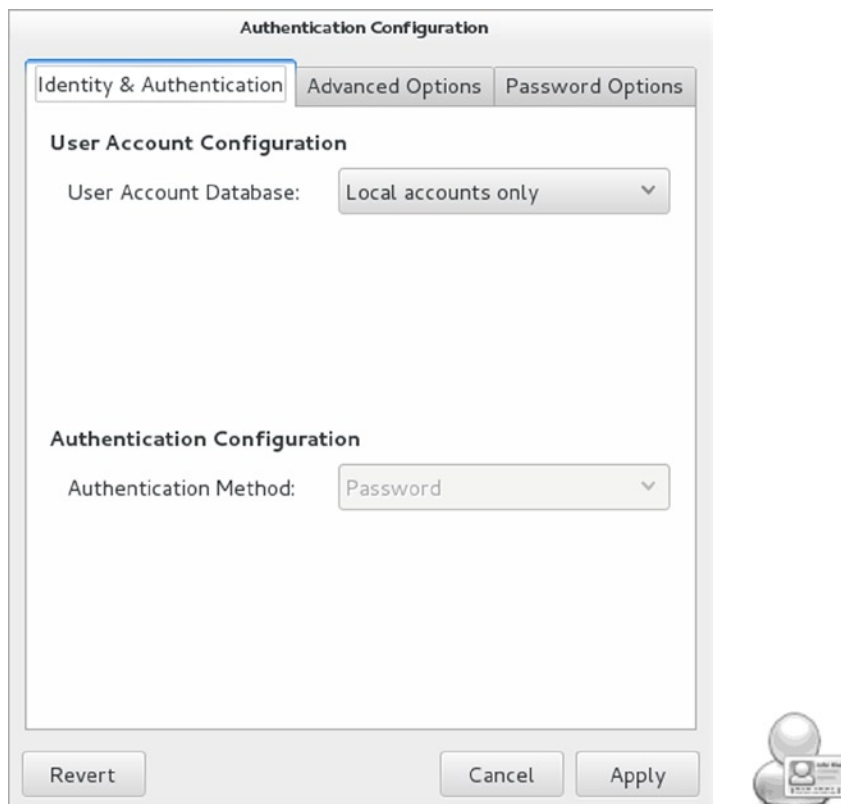 Authentication Configuration
Identity & Authentication
Advanced Options
Password Options
User Account Configuration
User Account Database:
Local accounts only
Authentication Configuration
Authentication Method:
Password
Revert
Cancel
Apply